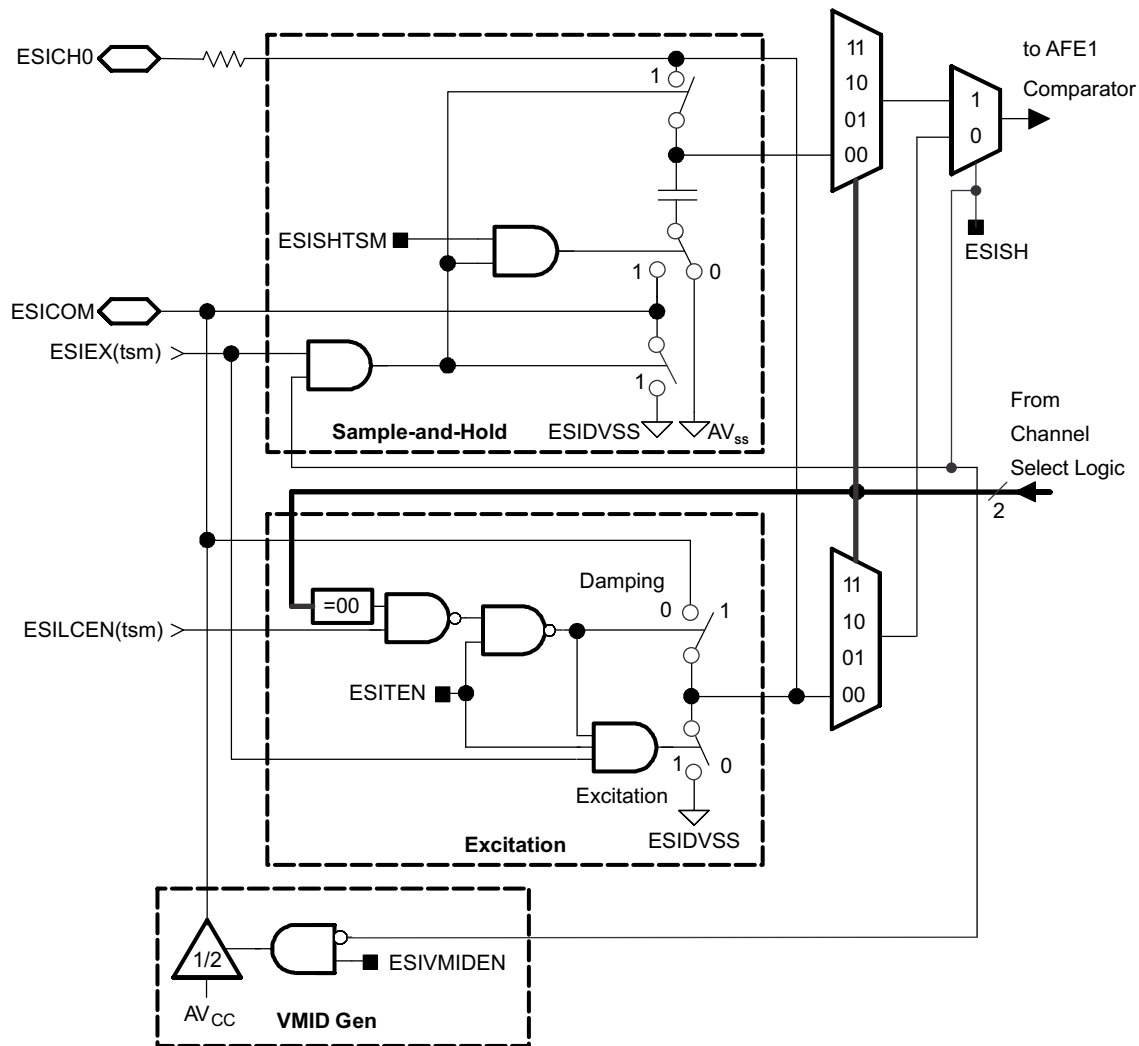 ESICH0
1
11
10
01
00
1
0
to AFE1
Comparator
ESISHTSM
ESISH
1
0
ESICOM
ESIEX(tsm)
1
Sample-and-Hold
ESIDVSS
AVss
From
Channel
Select Logic
2
Damping
0
1
=00
ESILCEN(tsm)
11
10
01
00
ESITEN
1
0
Excitation
ESIDVSS
Excitation
1/2
ESIVMIDEN
AVCC
VMID Gen